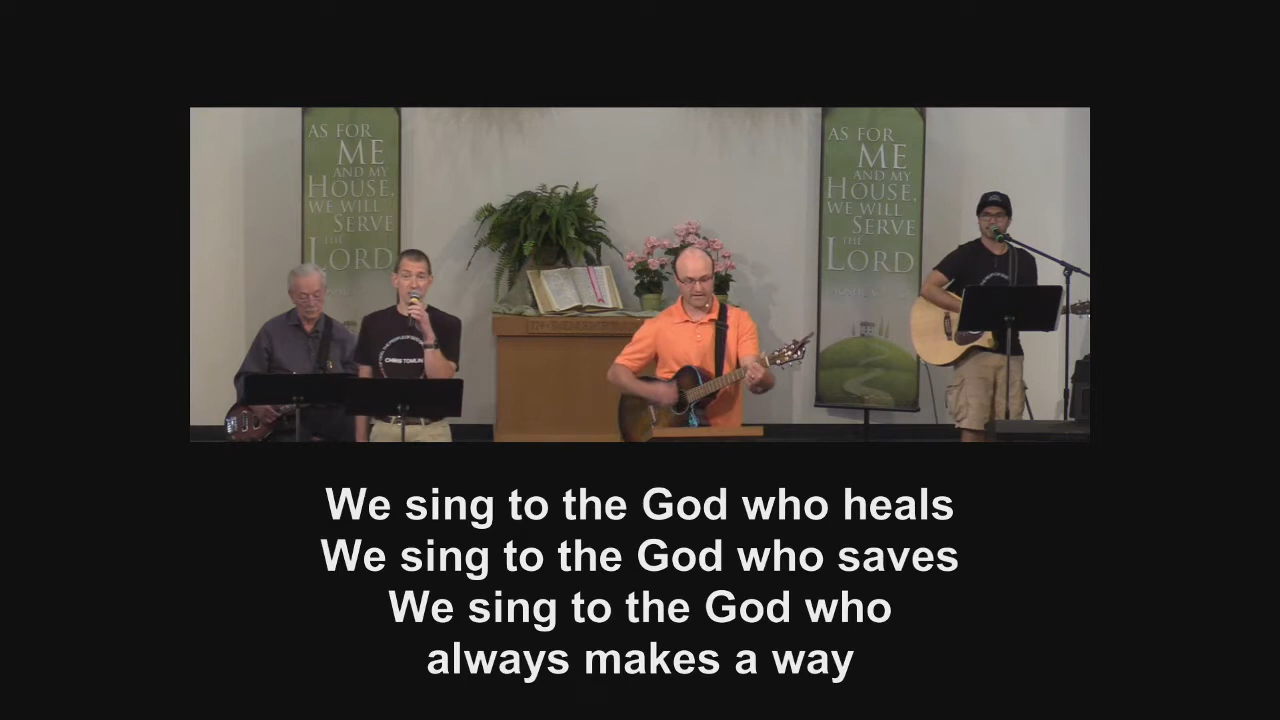 AS FOR
ME
AND MY
HOUSE,
WE WILL
SERVE
THE
LORD
AS FOR
ME
AND MY
HOUSE,
WE WILL
SERVE
THE
LORD
CHRIS TOMLIN
We sing to the God who heals
We sing to the God who saves
We sing to the God who
always makes a way